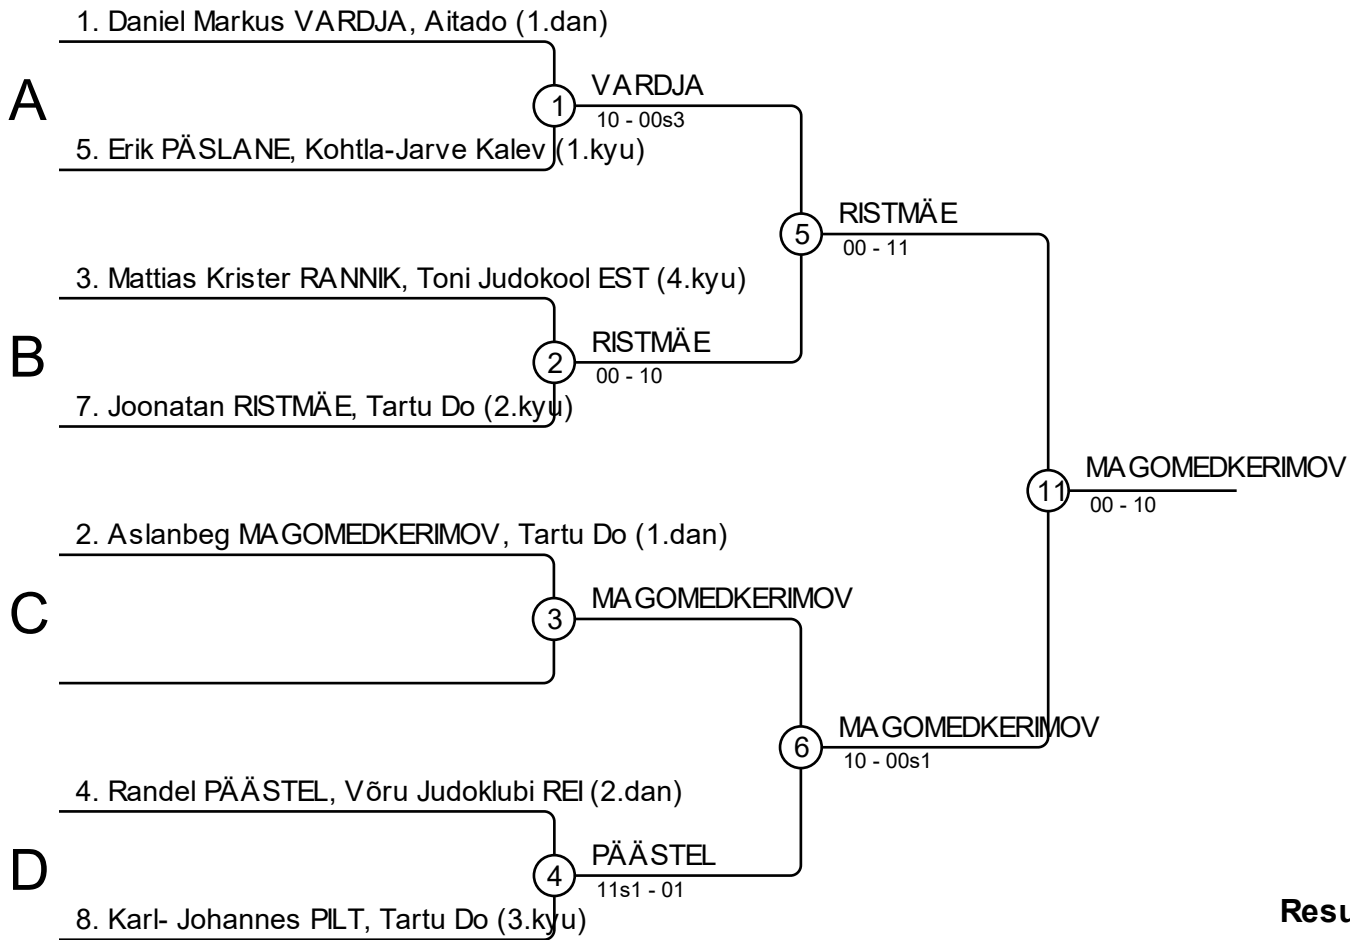 1. Daniel Markus VARDJA, Aitado (1.dan)
A
1
VARDJA
10 - 00s3
5. Erik PÄSLANE, Kohtla-Jarve Kalev (1.kyu)
5
RISTMÄE
00 - 11
3. Mattias Krister RANNIK, Toni Judokool EST (4.kyu)
B
2
RISTMÄE
00 - 10
7. Joonatan RISTMÄE, Tartu Do (2.kyu)
11
MAGOMEDKERIMOV
00 - 10
2. Aslanbeg MAGOMEDKERIMOV, Tartu Do (1.dan)
C
3
MAGOMEDKERIMOV
6
MAGOMEDKERIMOV
10 - 00s1
4. Randel PÄÄSTEL, Võru Judoklubi REI (2.dan)
D
4
PÄÄSTEL
11s1 - 01
8. Karl- Johannes PILT, Tartu Do (3.kyu)